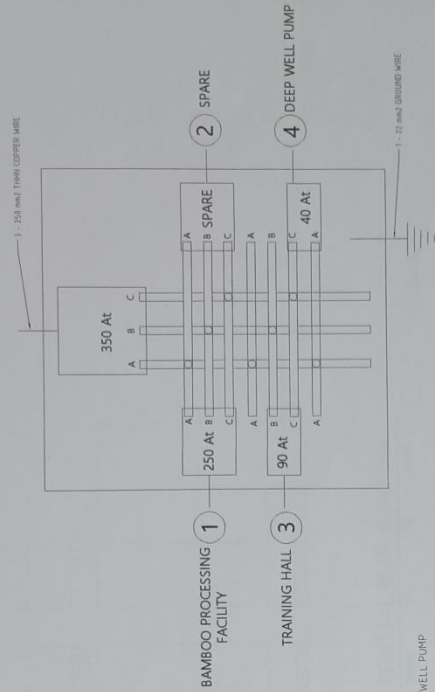 3 - 250 mm2 THHN COPPER WIRE
350 At
A
B
C
BAMBOO PROCESSING
FACILITY
1
250 At
A
B
C
A
B
C
SPARE
2
SPARE
A
A
TRAINING HALL
3
90 At
B
C
B
C
40 At
4
DEEP WELL PUMP
A
A
1 - 22 mm2 GROUND WIRE
WELL PUMP